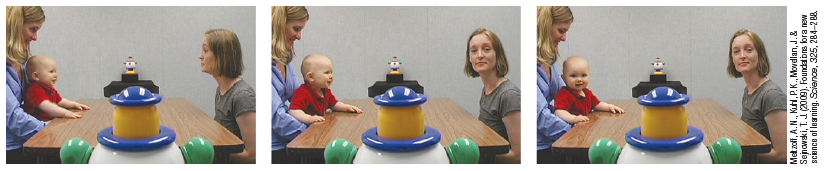 Meltzoff, A. N., Kuhl, P. K., Movellan, J. &
Sejnowski, T. J. (2009). Foundations for a new
science of learning. Science, 325, 284–288.